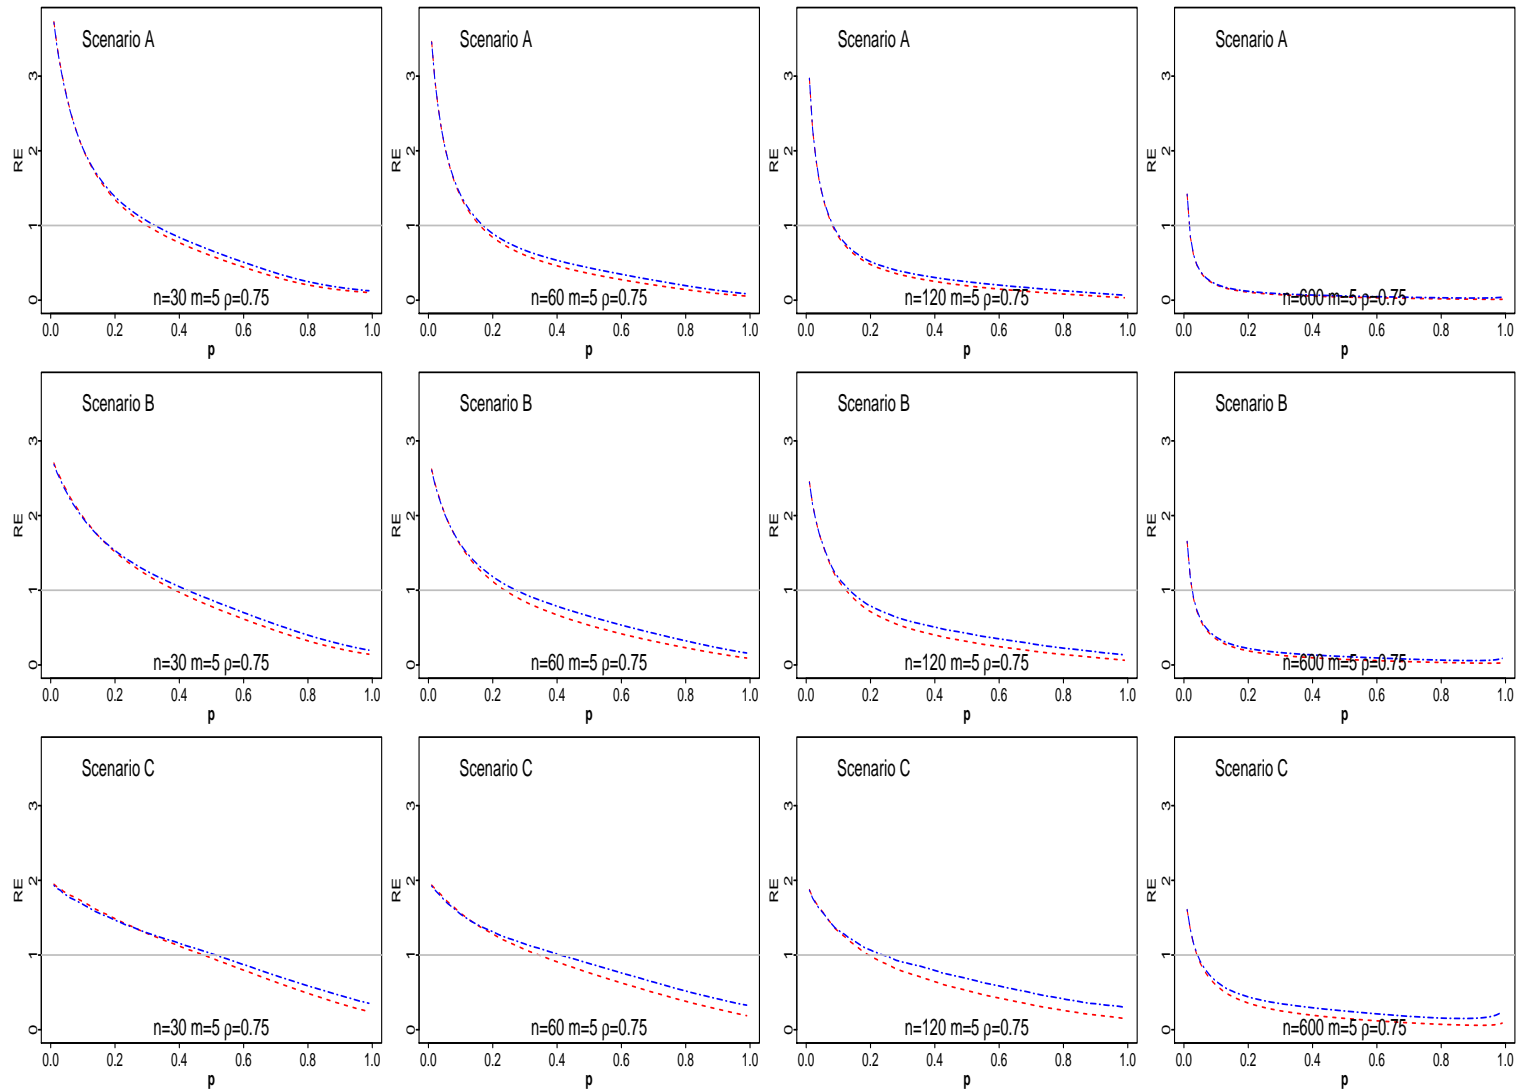 Scenario A
RE
0 1 2 3
n=30 m=5 ρ=0.75
0.0 0.2 0.4 0.6 0.8 1.0
p
Scenario A
RE
0 1 2 3
n=60 m=5 ρ=0.75
0.0 0.2 0.4 0.6 0.8 1.0
p
Scenario A
RE
0 1 2 3
n=120 m=5 ρ=0.75
0.0 0.2 0.4 0.6 0.8 1.0
p
Scenario A
RE
0 1 2 3
n=600 m=5 ρ=0.75
0.0 0.2 0.4 0.6 0.8 1.0
p
Scenario B
RE
0 1 2 3
n=30 m=5 ρ=0.75
0.0 0.2 0.4 0.6 0.8 1.0
p
Scenario B
RE
0 1 2 3
n=60 m=5 ρ=0.75
0.0 0.2 0.4 0.6 0.8 1.0
p
Scenario B
RE
0 1 2 3
n=120 m=5 ρ=0.75
0.0 0.2 0.4 0.6 0.8 1.0
p
Scenario B
RE
0 1 2 3
n=600 m=5 ρ=0.75
0.0 0.2 0.4 0.6 0.8 1.0
p
Scenario C
RE
0 1 2 3
n=30 m=5 ρ=0.75
0.0 0.2 0.4 0.6 0.8 1.0
p
Scenario C
RE
0 1 2 3
n=60 m=5 ρ=0.75
0.0 0.2 0.4 0.6 0.8 1.0
p
Scenario C
RE
0 1 2 3
n=120 m=5 ρ=0.75
0.0 0.2 0.4 0.6 0.8 1.0
p
Scenario C
RE
0 1 2 3
n=600 m=5 ρ=0.75
0.0 0.2 0.4 0.6 0.8 1.0
p